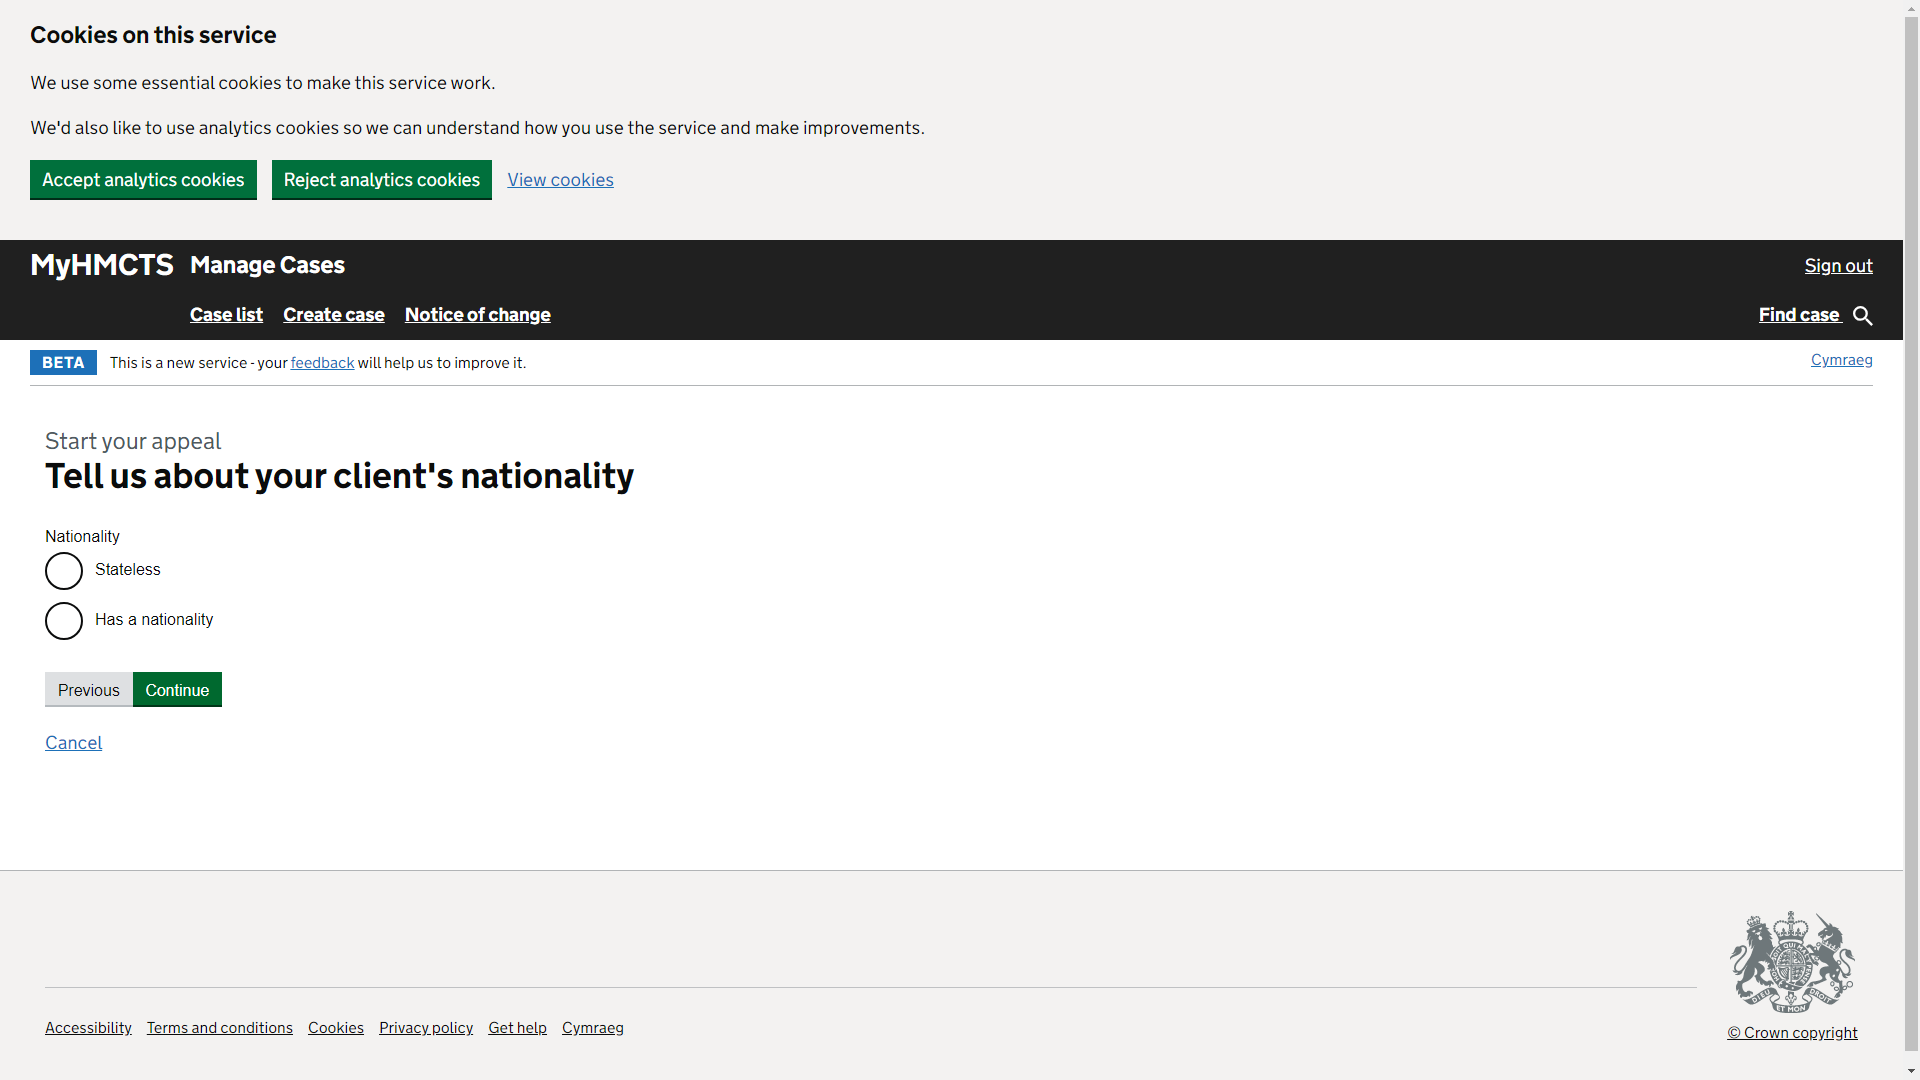 Cookies on this service
We use some essential cookies to make this service work.
We'd also like to use analytics cookies so we can understand how you use the service and make improvements.
Accept analytics cookies Reject analytics cookies View cookies
MyHMCTS Manage Cases Sign out
Case list Create case Notice of change Find case
BETA This is a new service - your feedback will help us to improve it. Cymraeg
Start your appeal
Tell us about your client's nationality
Nationality
Stateless
Has a nationality
Previous Continue
Cancel
Accessibility Terms and conditions Cookies Privacy policy Get help Cymraeg
© Crown copyright